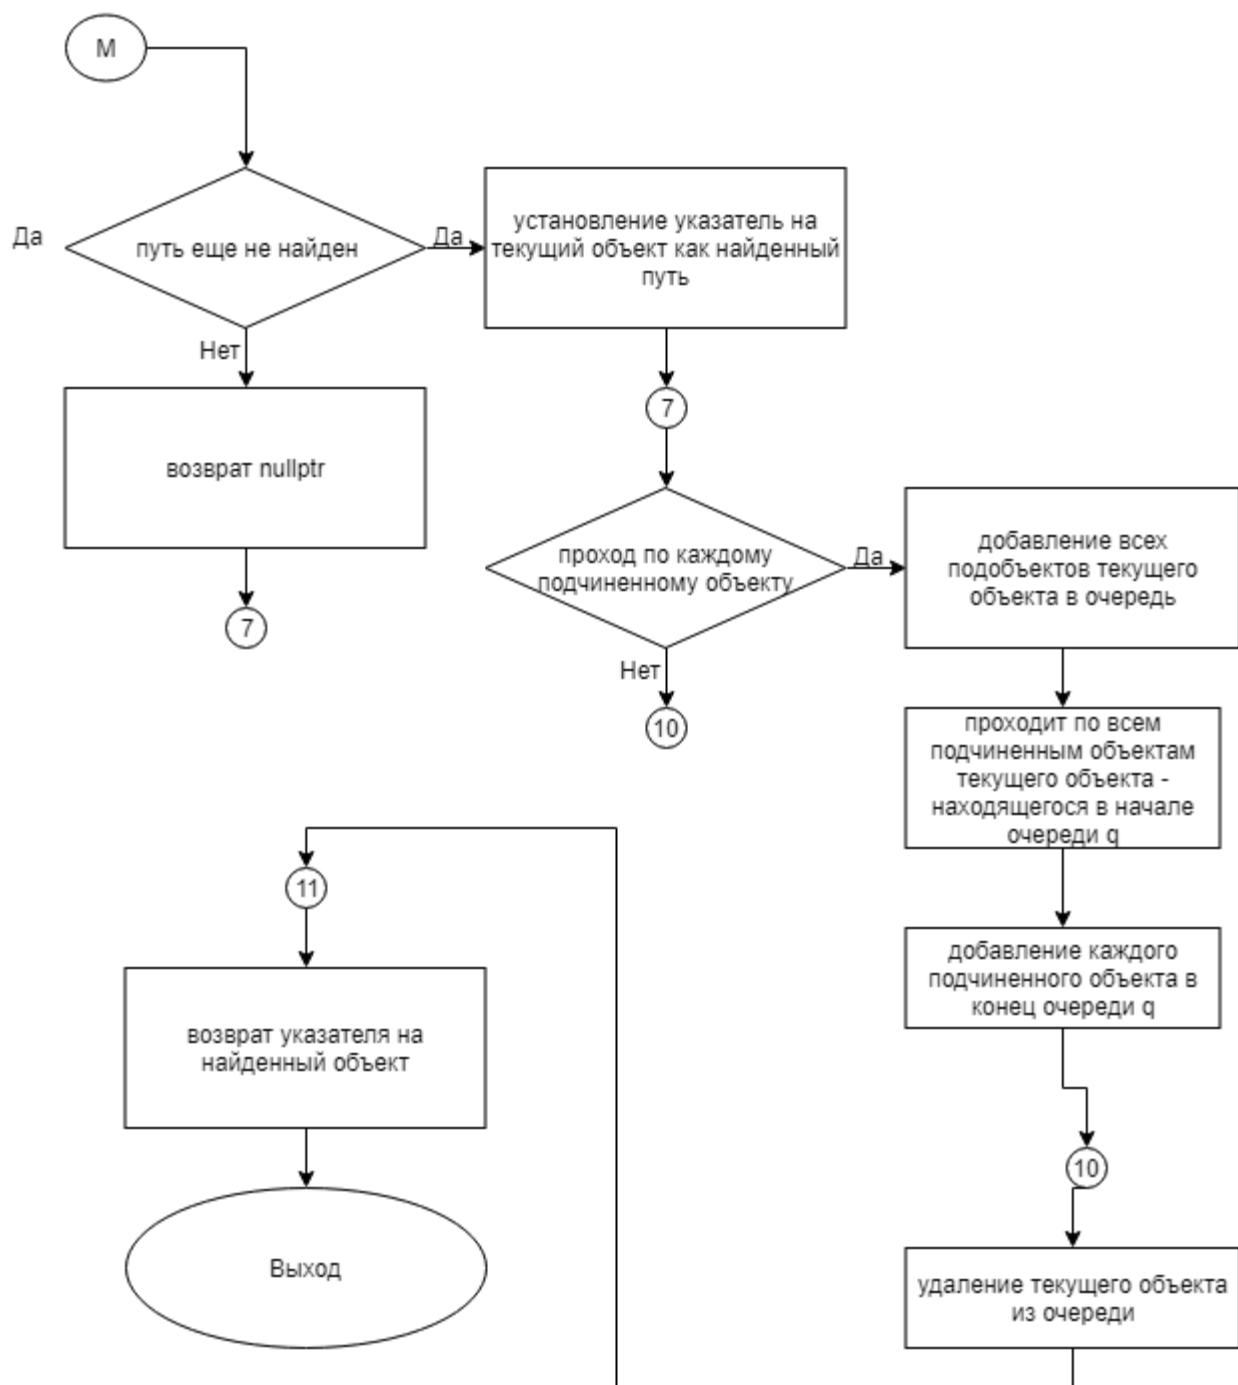 М
Да
путь еще не найден
Да
установление указатель на
текущий объект как найденный
путь
Нет
возврат nullptr
7
7
проход по каждому
подчиненному объекту
Да
добавление всех
подобъектов текущего
объекта в очередь
Нет
10
проходит по всем
подчиненным объектам
текущего объекта -
находящегося в начале
очереди q
11
добавление каждого
подчиненного объекта в
конец очереди q
возврат указателя на
найденный объект
10
Выход
удаление текущего объекта
из очереди